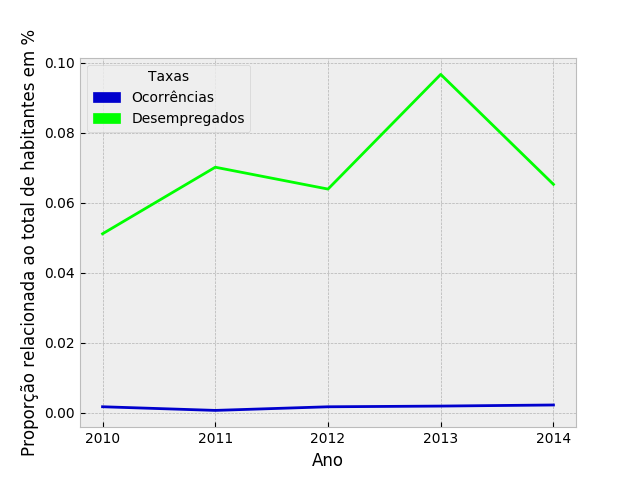 Proporção relacionada ao total de habitantes em %
0.10
0.08
0.06
0.04
0.02
0.00
Taxas
Ocorrências
Desempregados
2010 2011 2012 2013 2014
Ano